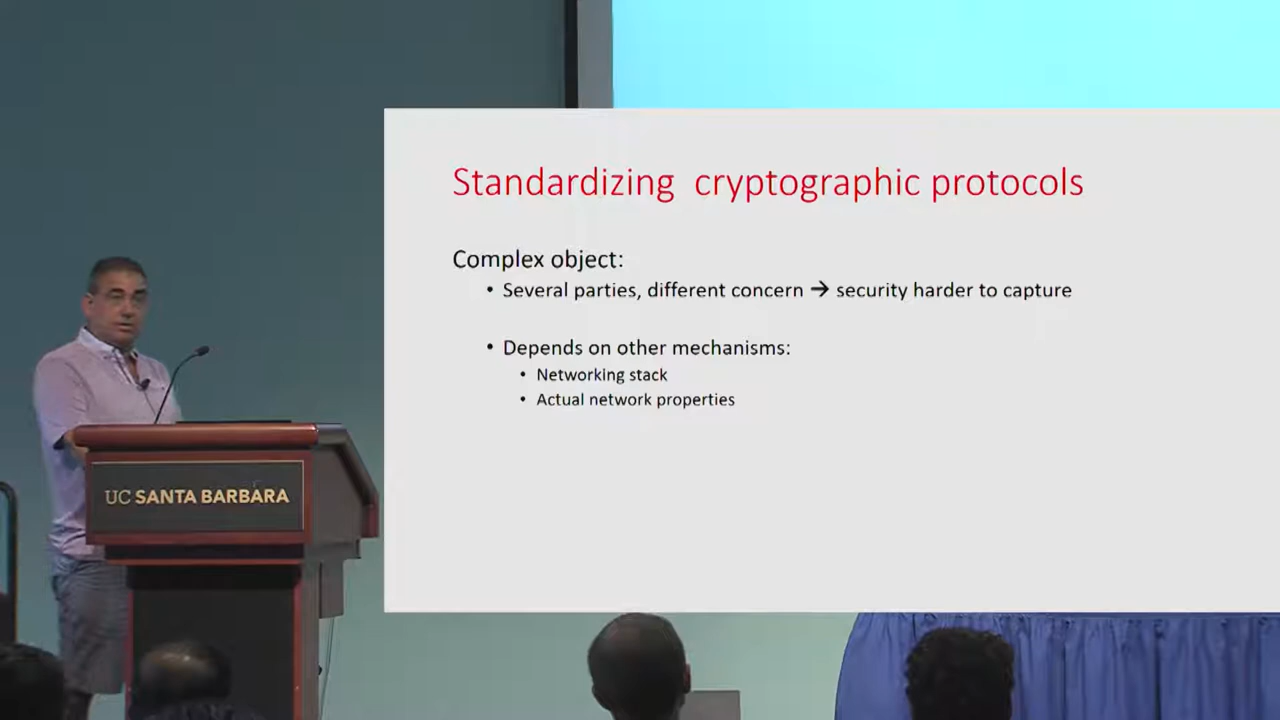 Standardizing cryptographic protocols
Complex object:
• Several parties, different concern → security harder to capture
• Depends on other mechanisms:
• Networking stack
• Actual network properties
UC SANTA BARBARA